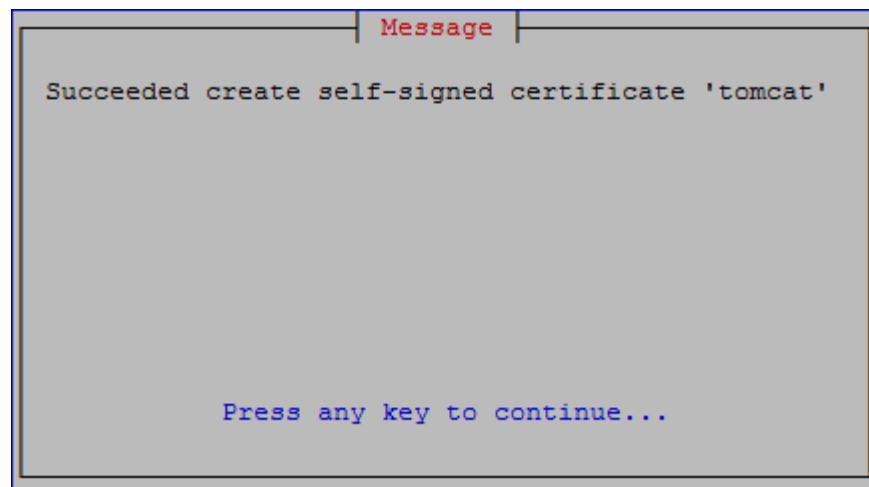 Message
Succeeded create self-signed certificate 'tomcat'
Press any key to continue...